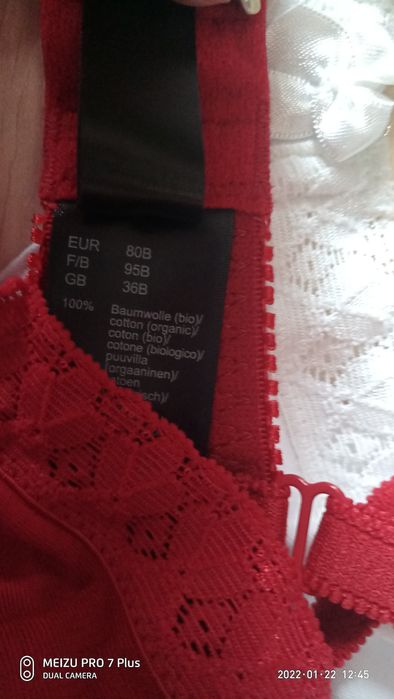 EUR 80B
F/B 95B
GB 36B
100% Baumwolle (bio)/
cotton (organic)/
coton (bio)/
cotone (biologico)/
puuvilla
(orgaaninen)/
MEIZU PRO 7 Plus
DUAL CAMERA
2022·01·22 12:45